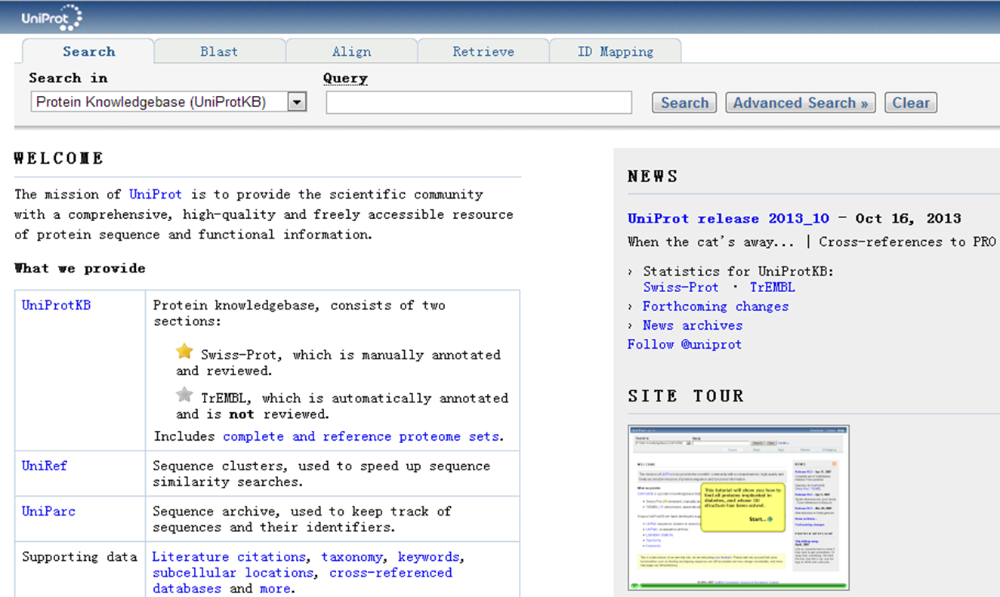 UniProt
Search
Blast
Align
Retrieve
ID Mapping
Search in
Query
Protein Knowledgebase (UniProtKB)
Search
Advanced Search »
Clear
WELCOME
The mission of UniProt is to provide the scientific community
with a comprehensive, high-quality and freely accessible resource
of protein sequence and functional information.
What we provide
UniProtKB
Protein knowledgebase, consists of two
sections:
Swiss-Prot, which is manually annotated
and reviewed.
TrEMBL, which is automatically annotated
and is not reviewed.
Includes complete and reference proteome sets.
UniRef
Sequence clusters, used to speed up sequence
similarity searches.
UniParc
Sequence archive, used to keep track of
sequences and their identifiers.
Supporting data
Literature citations, taxonomy, keywords,
subcellular locations, cross-referenced
databases and more.
NEWS
UniProt release 2013_10 - Oct 16, 2013
When the cat's away... | Cross-references to PRO
› Statistics for UniProtKB:
Swiss-Prot · TrEMBL
› Forthcoming changes
› News archives
Follow @uniprot
SITE TOUR
This tutorial will show you how to
find all proteins implicated in
diabetes, and whose 3D
structure has been solved.
Start...